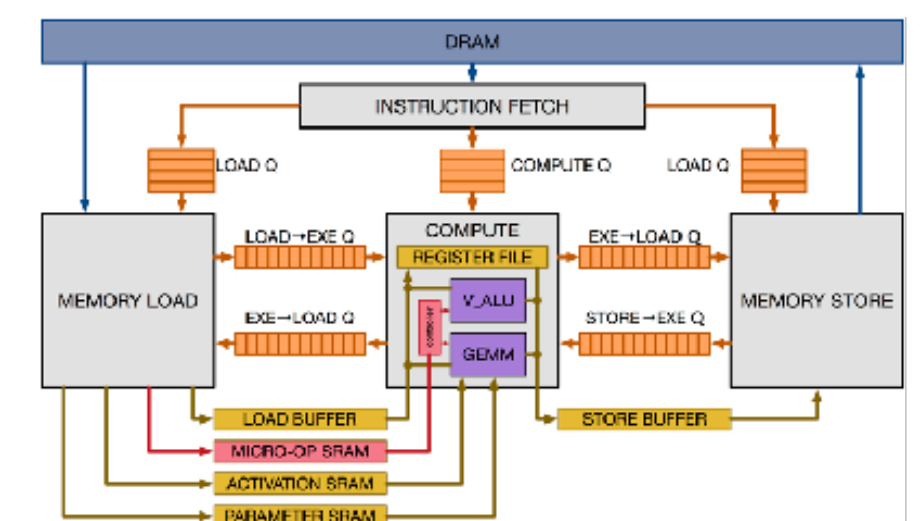 DRAM
INSTRUCTION FETCH
LOAD Q
COMPUTE Q
LOAD Q
LOAD→EXE Q
COMPUTE
EXE→LOAD Q
REGISTER FILE
MEMORY LOAD
V_ALU
MEMORY STORE
EXE→LOAD Q
controller
STORE→EXE Q
GEMM
LOAD BUFFER
STORE BUFFER
MICRO-OP SRAM
ACTIVATION SRAM
PARAMETER SRAM